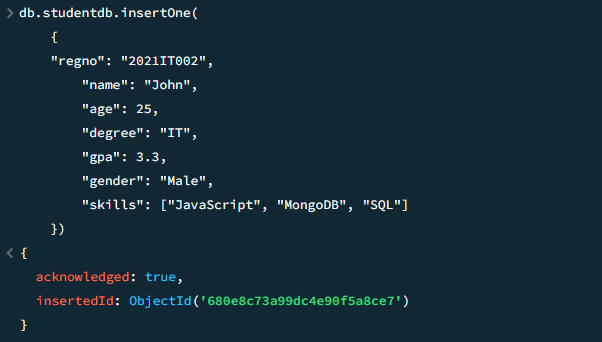 > db.studentdb.insertOne(
{
"regno": "2021IT002",
"name": "John",
"age": 25,
"degree": "IT",
"gpa": 3.3,
"gender": "Male",
"skills": ["JavaScript", "MongoDB", "SQL"]
})
< {
acknowledged: true,
insertedId: ObjectId('680e8c73a99dc4e90f5a8ce7')
}